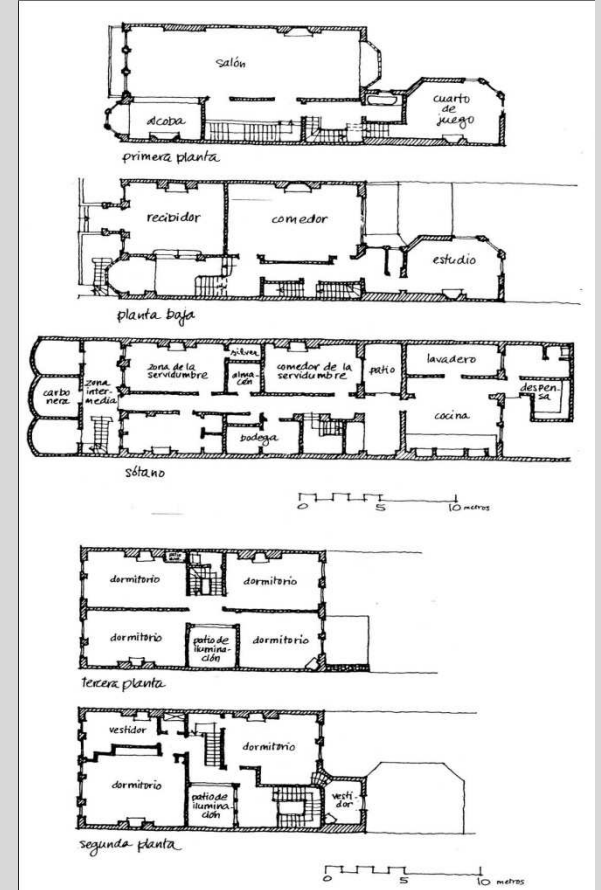 salón
alcoba
cuarto
de
juego
primera planta
recibidor
comedor
estudio
planta baja
carbo
nera
zona
inter-
media
zona de la
servidumbre
silver
alma
cén
comedor de la
servidumbre
patio
lavadero
despen-
sa
cocina
bodega
sótano
0 5 10 metros
dormitorio
dormitorio
dormitorio
patio de
ilumina-
ción
dormitorio
tercera planta
vestidor
dormitorio
dormitorio
patio de
ilumina-
ción
vesti-
dor
segunda planta
0 5 10 metros